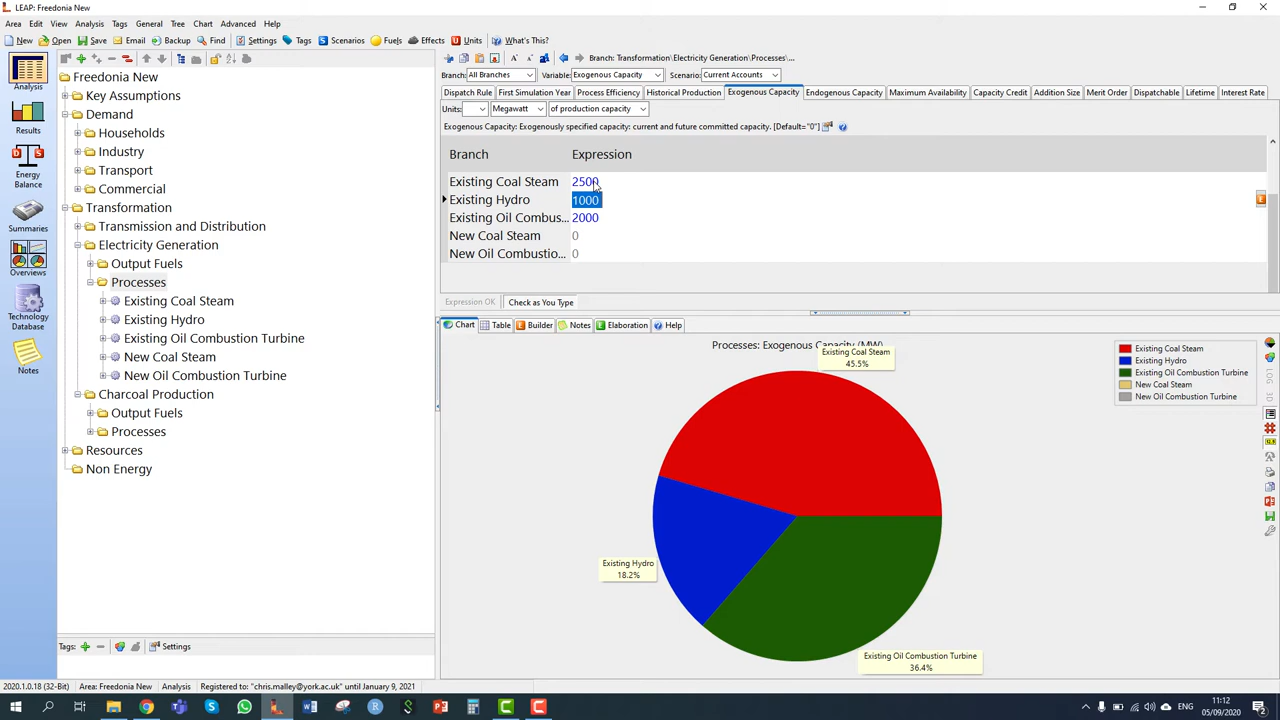 LEAP: Freedonia New
Area Edit View Analysis Tags General Tree Chart Advanced Help
New Open Save Email Backup Find Settings Tags Scenarios Fuels Effects Units What's This?
Analysis
Results
Energy
Balance
Summaries
Overviews
Technology
Database
Notes
Freedonia New
Key Assumptions
Demand
Households
Industry
Transport
Commercial
Transformation
Transmission and Distribution
Electricity Generation
Output Fuels
Processes
Existing Coal Steam
Existing Hydro
Existing Oil Combustion Turbine
New Coal Steam
New Oil Combustion Turbine
Charcoal Production
Output Fuels
Processes
Resources
Non Energy
Tags: Settings
Branch: Transformation\Electricity Generation\Processes\...
Branch: All Branches Variable: Exogenous Capacity Scenario: Current Accounts
Dispatch Rule First Simulation Year Process Efficiency Historical Production Exogenous Capacity Endogenous Capacity Maximum Availability Capacity Credit Addition Size Merit Order Dispatchable Lifetime Interest Rate
Units: Megawatt of production capacity
Exogenous Capacity: Exogenously specified capacity: current and future committed capacity. [Default="0"]
Branch Expression
Existing Coal Steam 2500
Existing Hydro 1000
Existing Oil Combus... 2000
New Coal Steam 0
New Oil Combustio... 0
Expression OK Check as You Type
Chart Table Builder Notes Elaboration Help
Processes: Exogenous Capacity (MW)
Existing Coal Steam
45.5%
Existing Hydro
18.2%
Existing Oil Combustion Turbine
36.4%
Existing Coal Steam
Existing Hydro
Existing Oil Combustion Turbine
New Coal Steam
New Oil Combustion Turbine
LOG
3D
2020.1.0.18 (32-Bit) Area: Freedonia New Analysis Registered to: "chris.malley@york.ac.uk" until January 9, 2021
ENG 11:12
05/09/2020